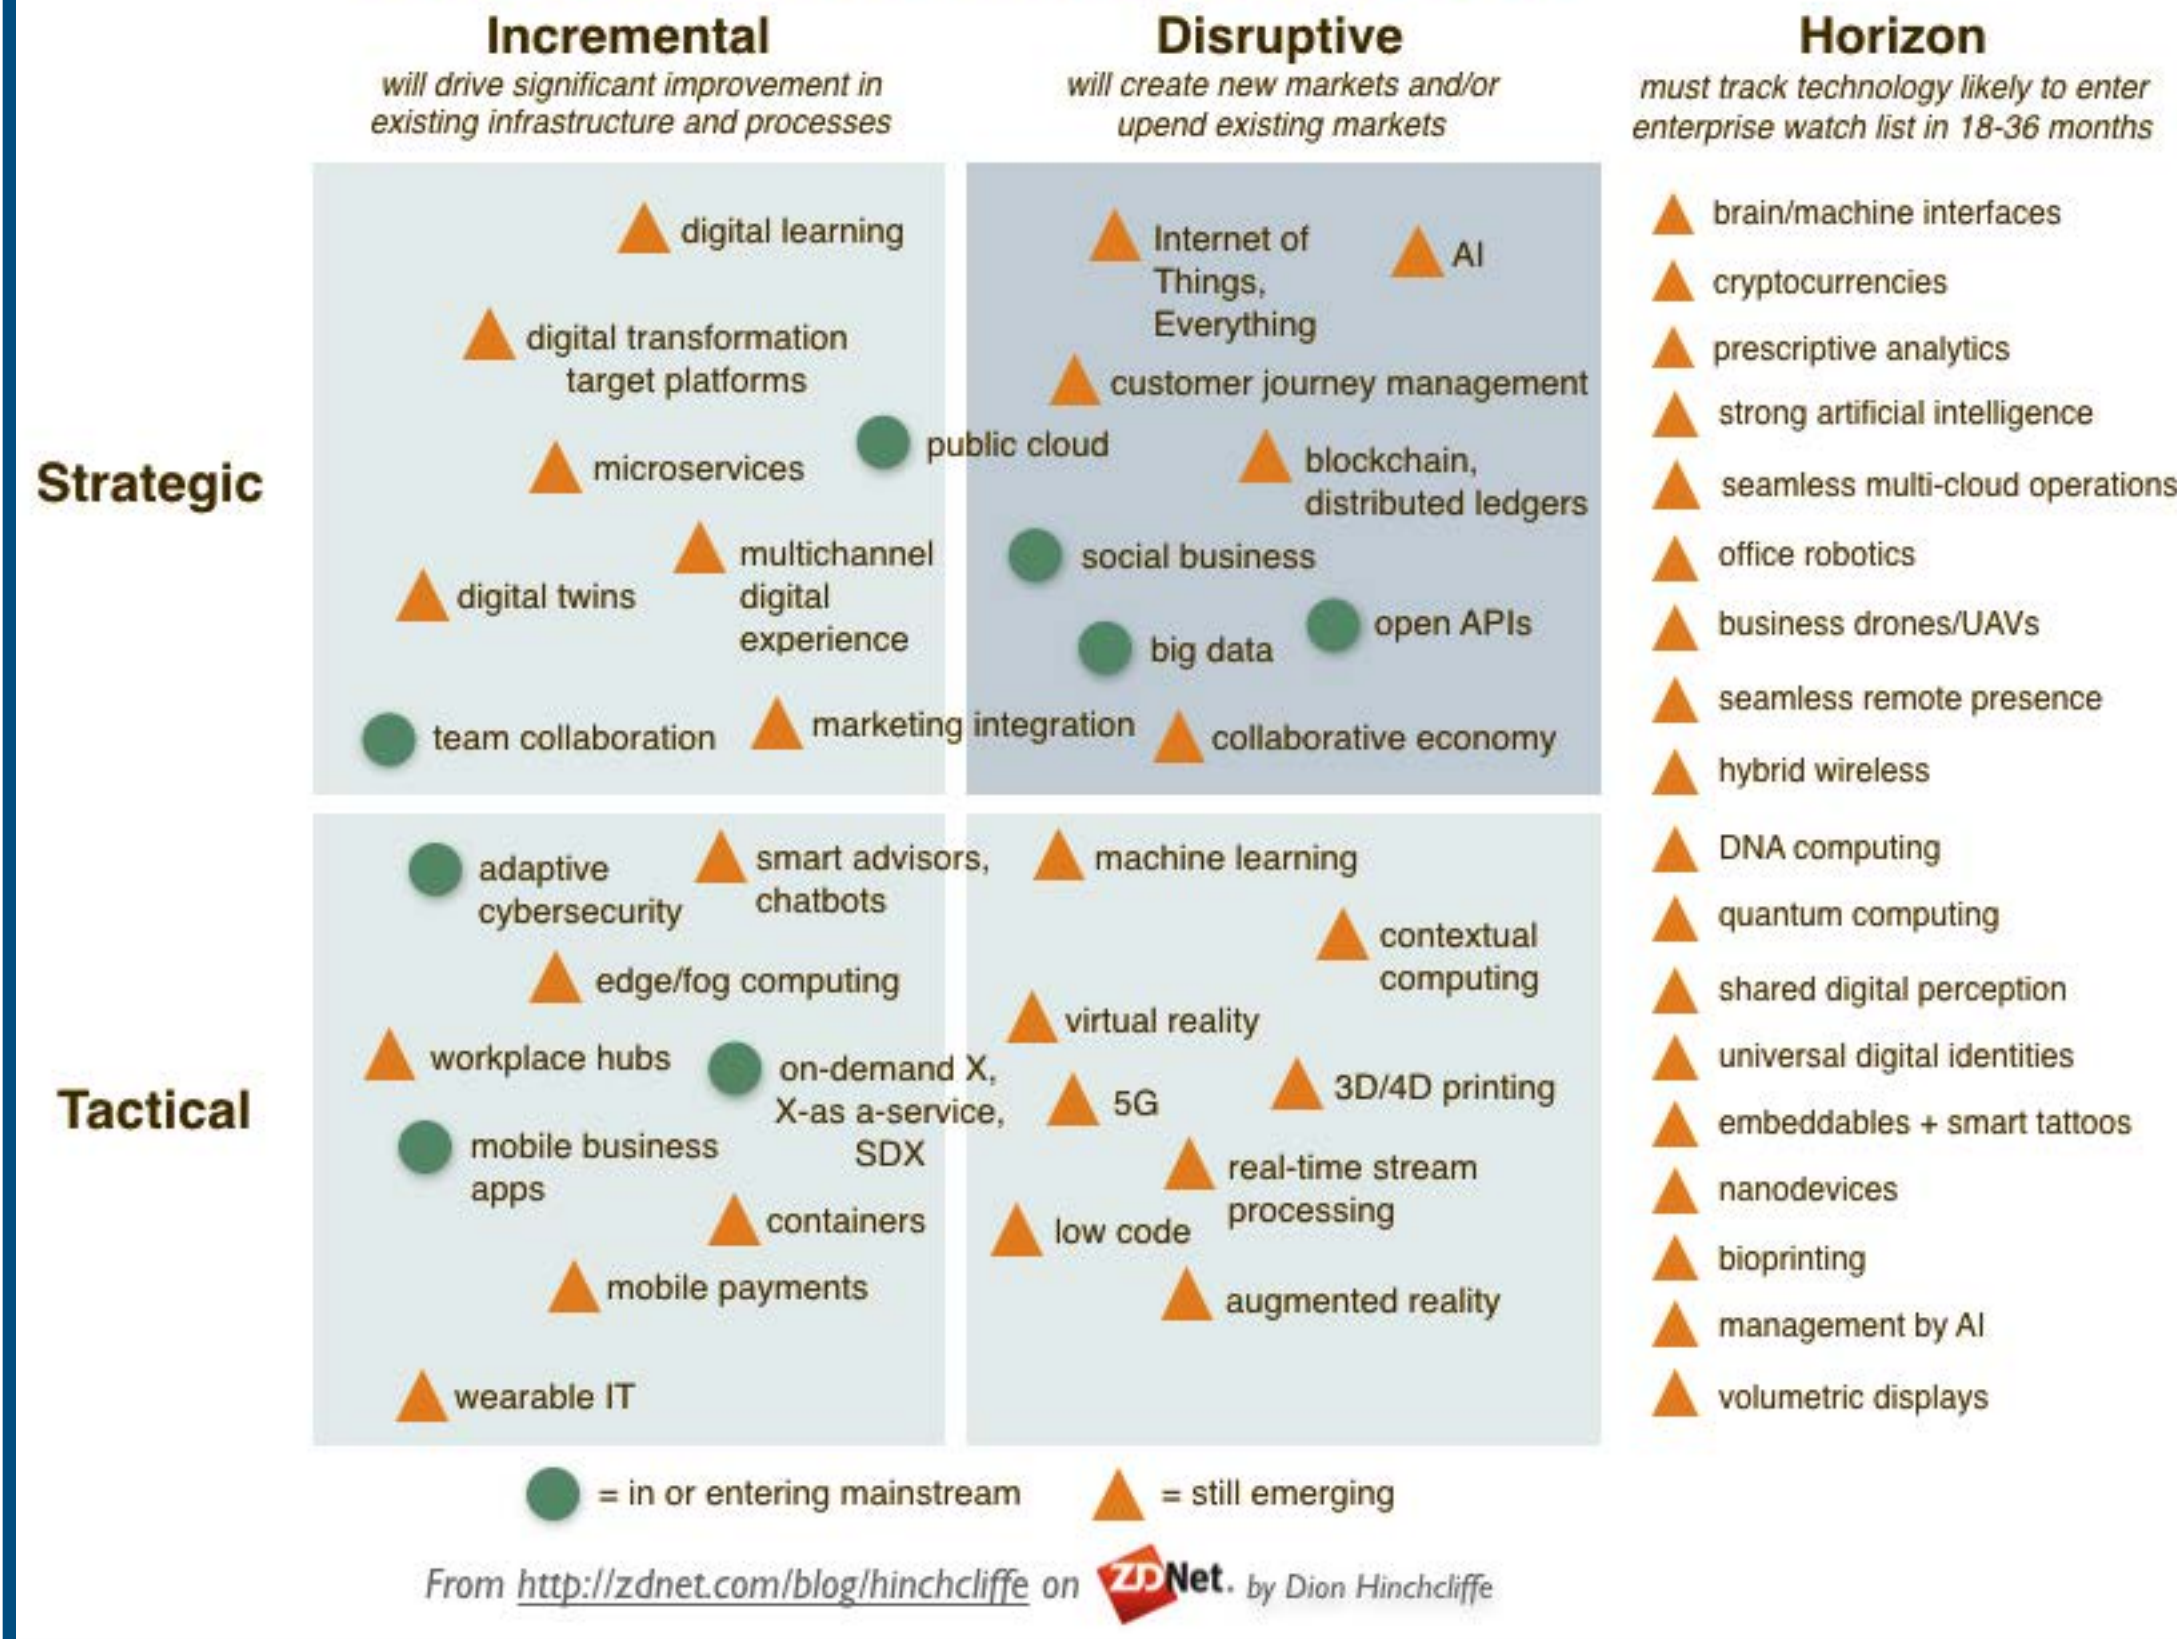 Incremental
will drive significant improvement in
existing infrastructure and processes
Disruptive
will create new markets and/or
upend existing markets
Horizon
must track technology likely to enter
enterprise watch list in 18-36 months
Strategic
digital learning
digital transformation
target platforms
public cloud
microservices
multichannel
digital
experience
digital twins
team collaboration
marketing integration
Internet of
Things,
Everything
AI
customer journey management
blockchain,
distributed ledgers
social business
open APIs
big data
collaborative economy
Tactical
adaptive
cybersecurity
smart advisors,
chatbots
edge/fog computing
workplace hubs
on-demand X,
X-as a-service,
SDX
mobile business
apps
containers
mobile payments
wearable IT
machine learning
contextual
computing
virtual reality
5G
3D/4D printing
real-time stream
processing
low code
augmented reality
brain/machine interfaces
cryptocurrencies
prescriptive analytics
strong artificial intelligence
seamless multi-cloud operations
office robotics
business drones/UAVs
seamless remote presence
hybrid wireless
DNA computing
quantum computing
shared digital perception
universal digital identities
embeddables + smart tattoos
nanodevices
bioprinting
management by AI
volumetric displays
= in or entering mainstream
= still emerging
From http://zdnet.com/blog/hinchcliffe on ZDNet. by Dion Hinchcliffe